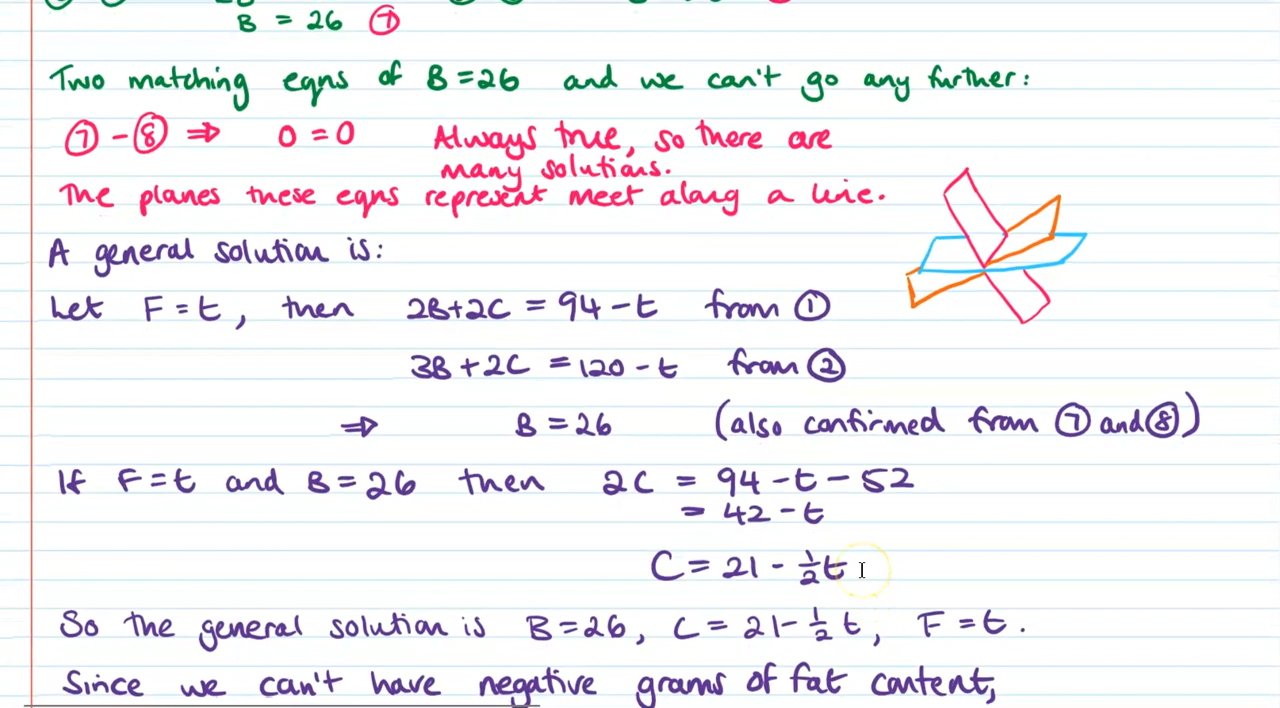 B = 26 ⑦
Two matching eqns of B=26 and we can't go any further:
⑦ - ⑧ ⇒ 0 = 0 Always true, so there are
many solutions.
The planes these eqns represent meet along a line.
A general solution is:
Let F = t, then 2B+2C = 94 - t from ①
3B + 2C = 120 - t from ②
⇒ B = 26 (also confirmed from ⑦ and ⑧)
If F = t and B = 26 then 2C = 94 - t - 52
= 42 - t
C = 21 - ½t
So the general solution is B = 26, C = 21 - ½t, F = t.
Since we can't have negative grams of fat content,